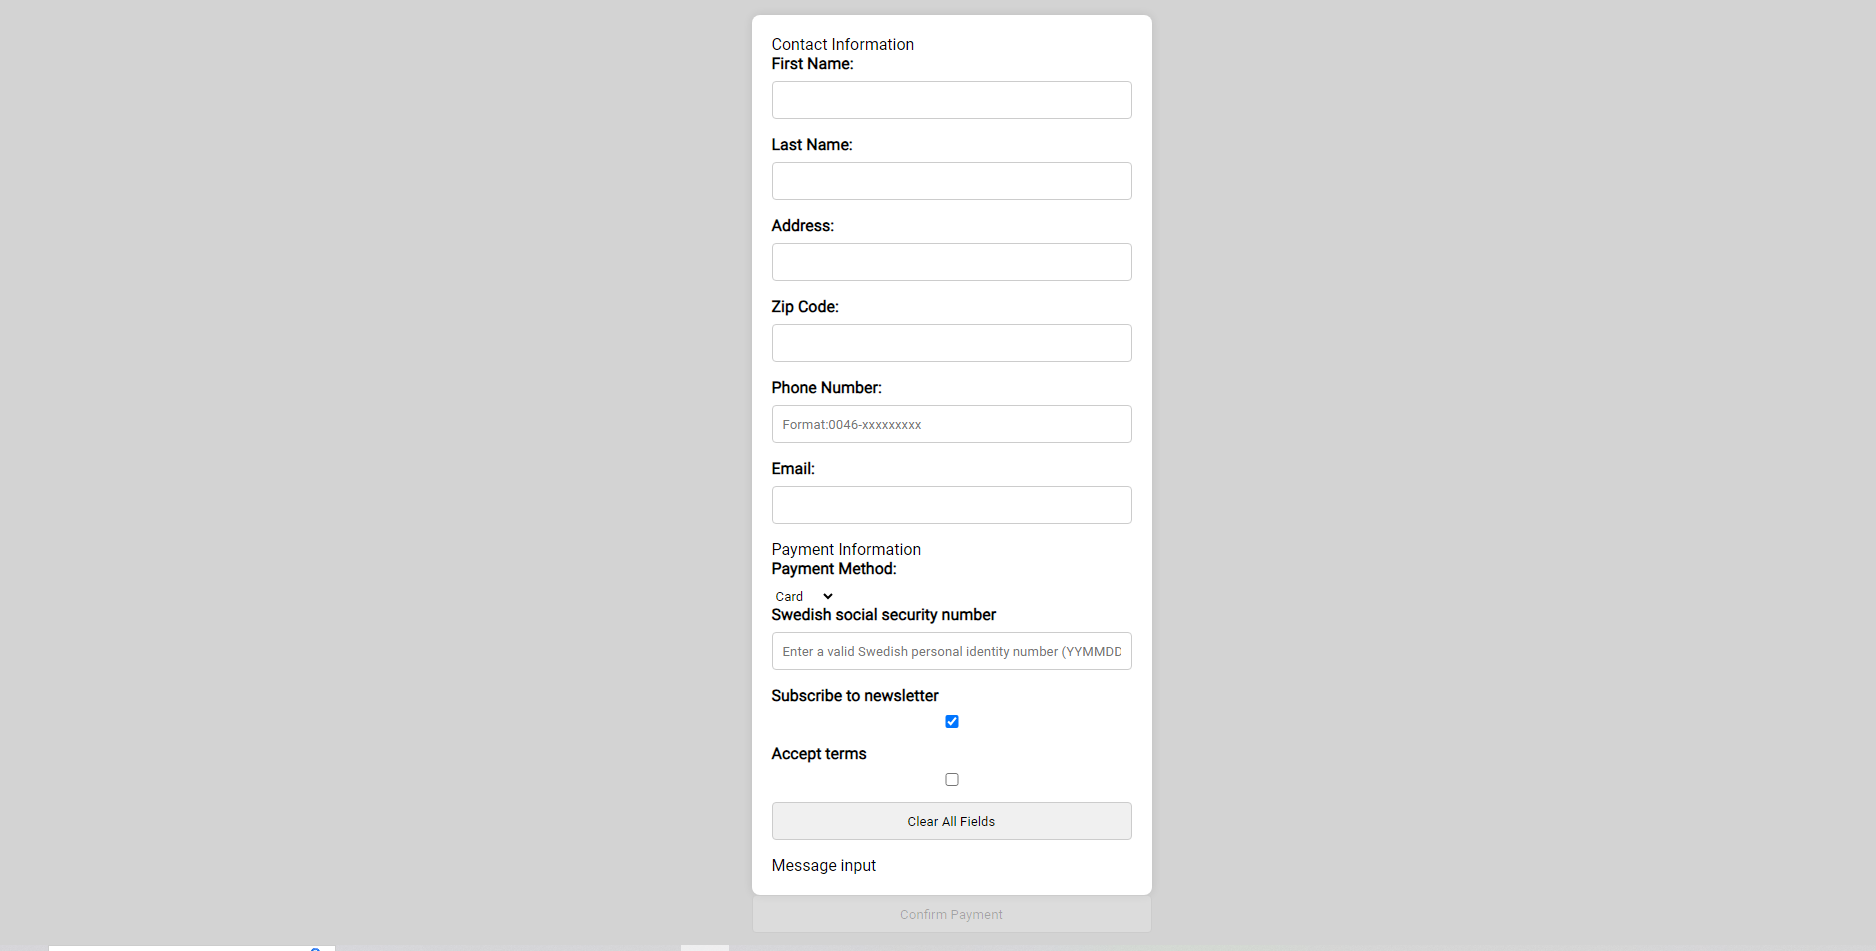 Contact Information
First Name:
Last Name:
Address:
Zip Code:
Phone Number:
Format:0046-xxxxxxxxx
Email:
Payment Information
Payment Method:
Card
Swedish social security number
Enter a valid Swedish personal identity number (YYMMDD
Subscribe to newsletter
Accept terms
Clear All Fields
Message input
Confirm Payment